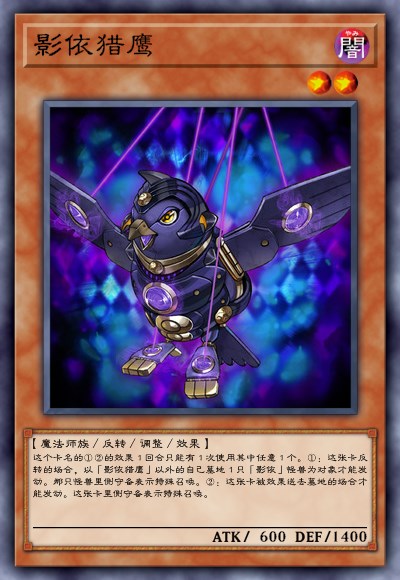 影依猎鹰
やみ
闇
【魔法师族／反转／调整／效果】
这个卡名的①②的效果1回合只能有1次使用其中任意1个。①：这张卡反
转的场合，以「影依猎鹰」以外的自己墓地1只「影依」怪兽为对象才能发
动。那只怪兽里侧守备表示特殊召唤。②：这张卡被效果送去墓地的场合才
能发动。这张卡里侧守备表示特殊召唤。
ATK/ 600 DEF/1400